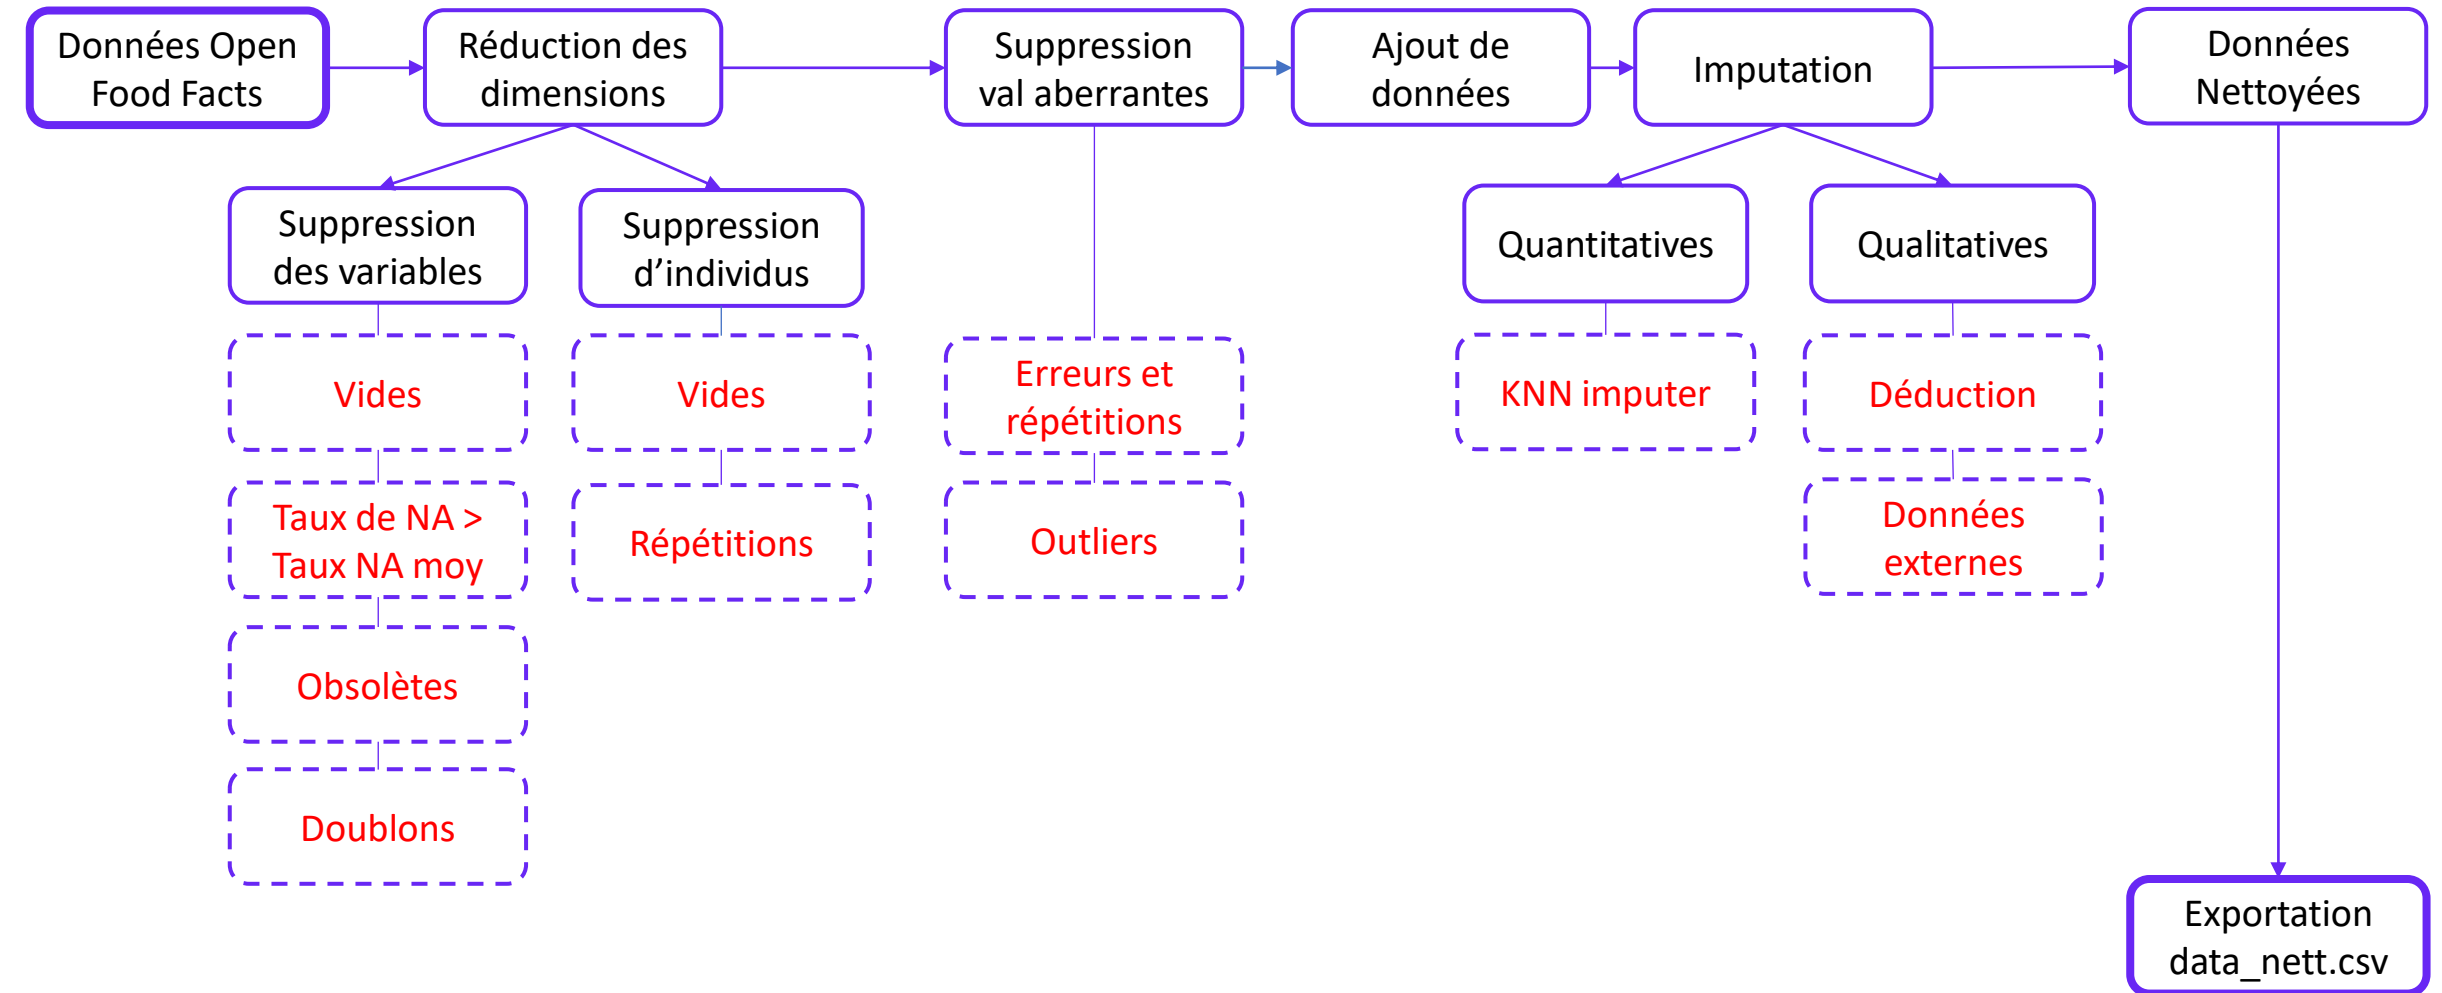 Données Open
Food Facts
Réduction des
dimensions
Suppression
val aberrantes
Ajout de
données
Imputation
Données
Nettoyées
Suppression
des variables
Suppression
d’individus
Quantitatives
Qualitatives
Vides
Vides
Erreurs et
répétitions
KNN imputer
Déduction
Taux de NA >
Taux NA moy
Répétitions
Outliers
Données
externes
Obsolètes
Doublons
Exportation
data_nett.csv